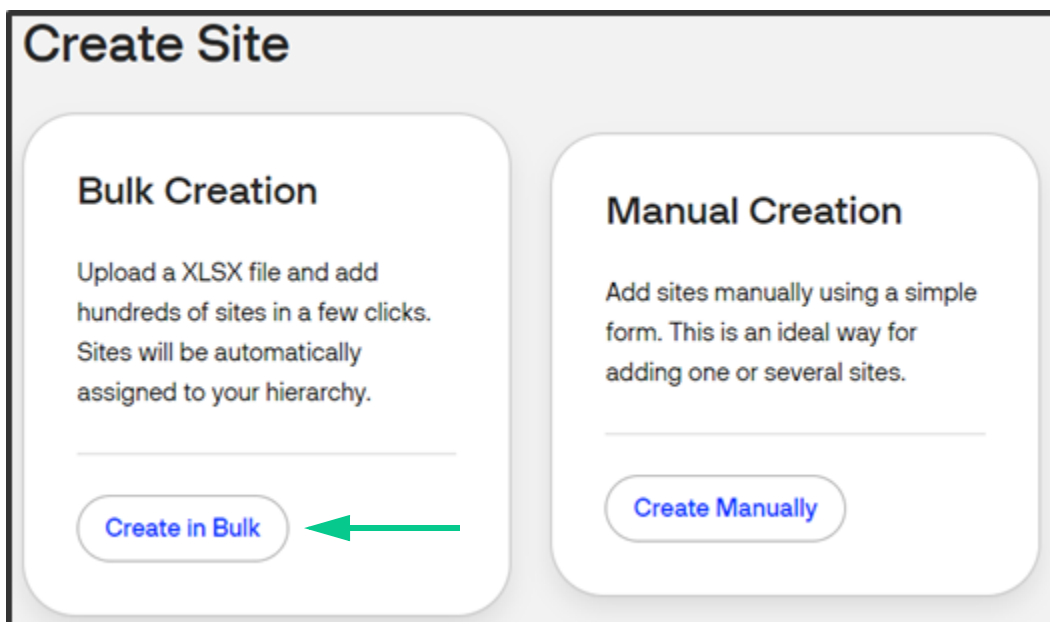 Create Site
Bulk Creation
Upload a XLSX file and add
hundreds of sites in a few clicks.
Sites will be automatically
assigned to your hierarchy.
Create in Bulk
Manual Creation
Add sites manually using a simple
form. This is an ideal way for
adding one or several sites.
Create Manually